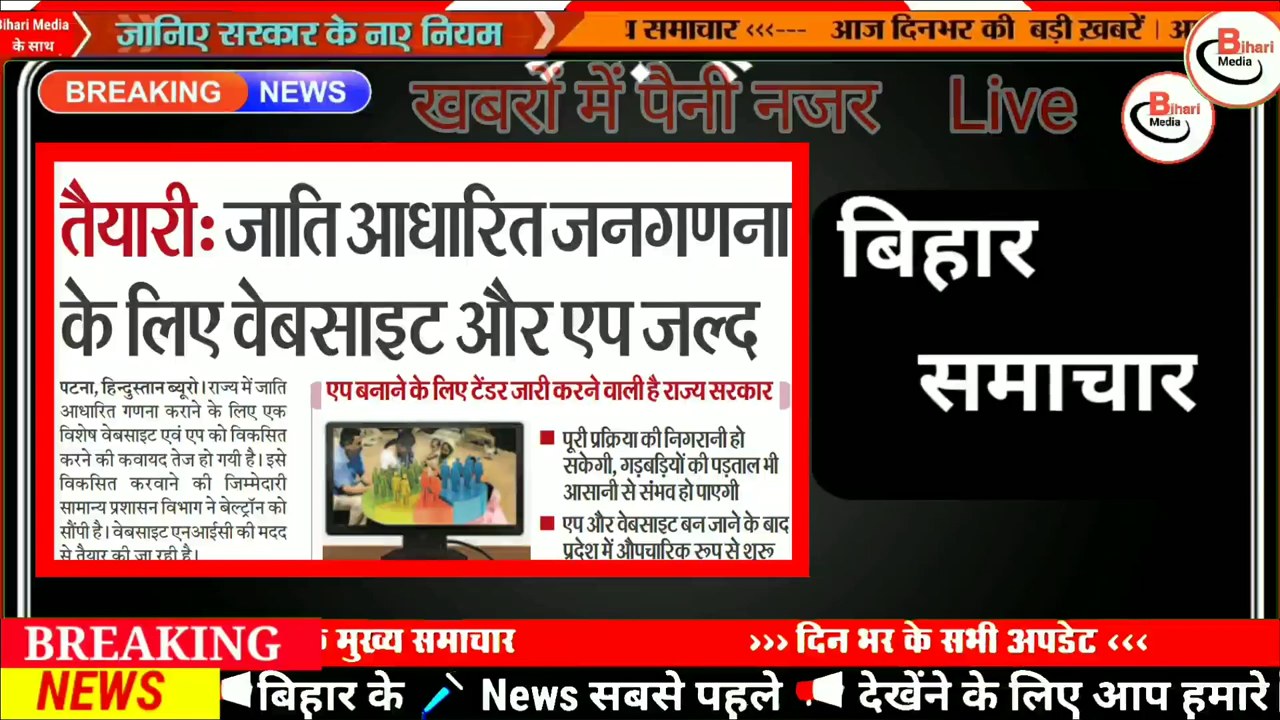 Bihari Media
के साथ
जानिए सरकार के नए नियम
समाचार <<<--- आज दिनभर की बड़ी ख़बरें |
Bihari
Media
BREAKING NEWS
खबरों में पैनी नजर Live
Bihari
Media
तैयारी: जाति आधारित जनगणना
के लिए वेबसाइट और एप जल्द
पटना, हिन्दुस्तान ब्यूरो। राज्य में जाति
आधारित गणना कराने के लिए एक
विशेष वेबसाइट एवं एप को विकसित
करने की कवायद तेज हो गयी है। इसे
विकसित करवाने की जिम्मेदारी
सामान्य प्रशासन विभाग ने बेल्ट्रॉन को
सौंपी है। वेबसाइट एनआईसी की मदद
से तैयार की जा रही है।
एप बनाने के लिए टेंडर जारी करने वाली है राज्य सरकार
पूरी प्रक्रिया की निगरानी हो
सकेगी, गड़बड़ियों की पड़ताल भी
आसानी से संभव हो पाएगी
एप और वेबसाइट बन जाने के बाद
प्रदेश में औपचारिक रूप से शुरू
बिहार
समाचार
BREAKING
NEWS
मुख्य समाचार >>> दिन भर के सभी अपडेट <<<
बिहार के News सबसे पहले देखेंने के लिए आप हमारे